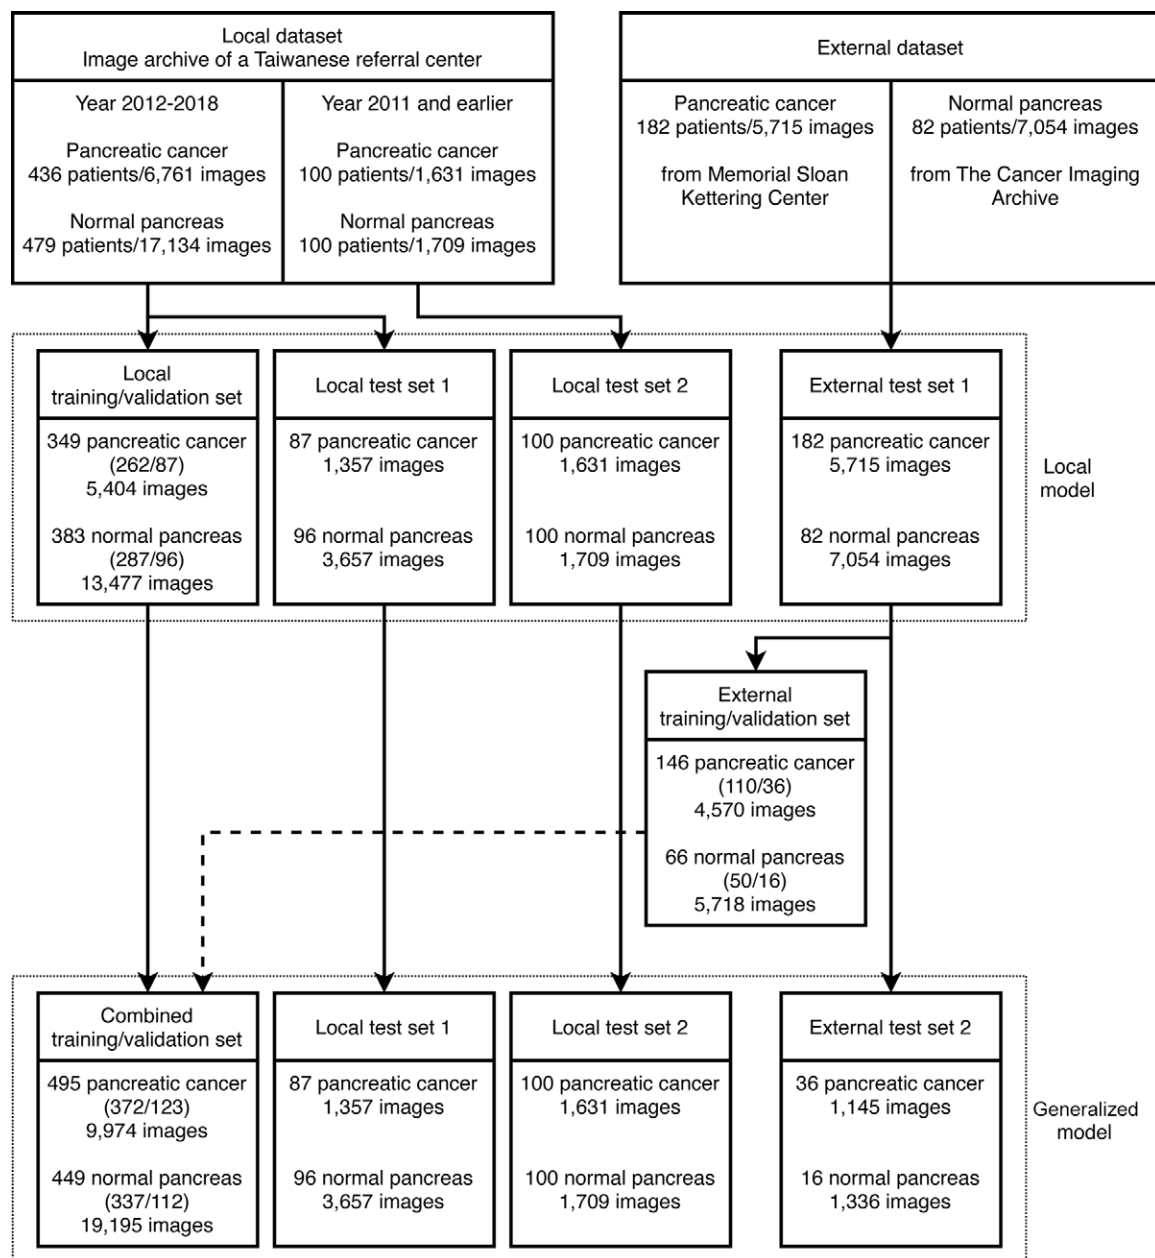 Local dataset
Image archive of a Taiwanese referral center
Year 2012-2018
Pancreatic cancer
436 patients/6,761 images
Normal pancreas
479 patients/17,134 images
Year 2011 and earlier
Pancreatic cancer
100 patients/1,631 images
Normal pancreas
100 patients/1,709 images
External dataset
Pancreatic cancer
182 patients/5,715 images
from Memorial Sloan
Kettering Center
Normal pancreas
82 patients/7,054 images
from The Cancer Imaging
Archive
Local
training/validation set
349 pancreatic cancer
(262/87)
5,404 images
383 normal pancreas
(287/96)
13,477 images
Local test set 1
87 pancreatic cancer
1,357 images
96 normal pancreas
3,657 images
Local test set 2
100 pancreatic cancer
1,631 images
100 normal pancreas
1,709 images
External test set 1
182 pancreatic cancer
5,715 images
82 normal pancreas
7,054 images
Local
model
External
training/validation set
146 pancreatic cancer
(110/36)
4,570 images
66 normal pancreas
(50/16)
5,718 images
Combined
training/validation set
495 pancreatic cancer
(372/123)
9,974 images
449 normal pancreas
(337/112)
19,195 images
Local test set 1
87 pancreatic cancer
1,357 images
96 normal pancreas
3,657 images
Local test set 2
100 pancreatic cancer
1,631 images
100 normal pancreas
1,709 images
External test set 2
36 pancreatic cancer
1,145 images
16 normal pancreas
1,336 images
Generalized
model